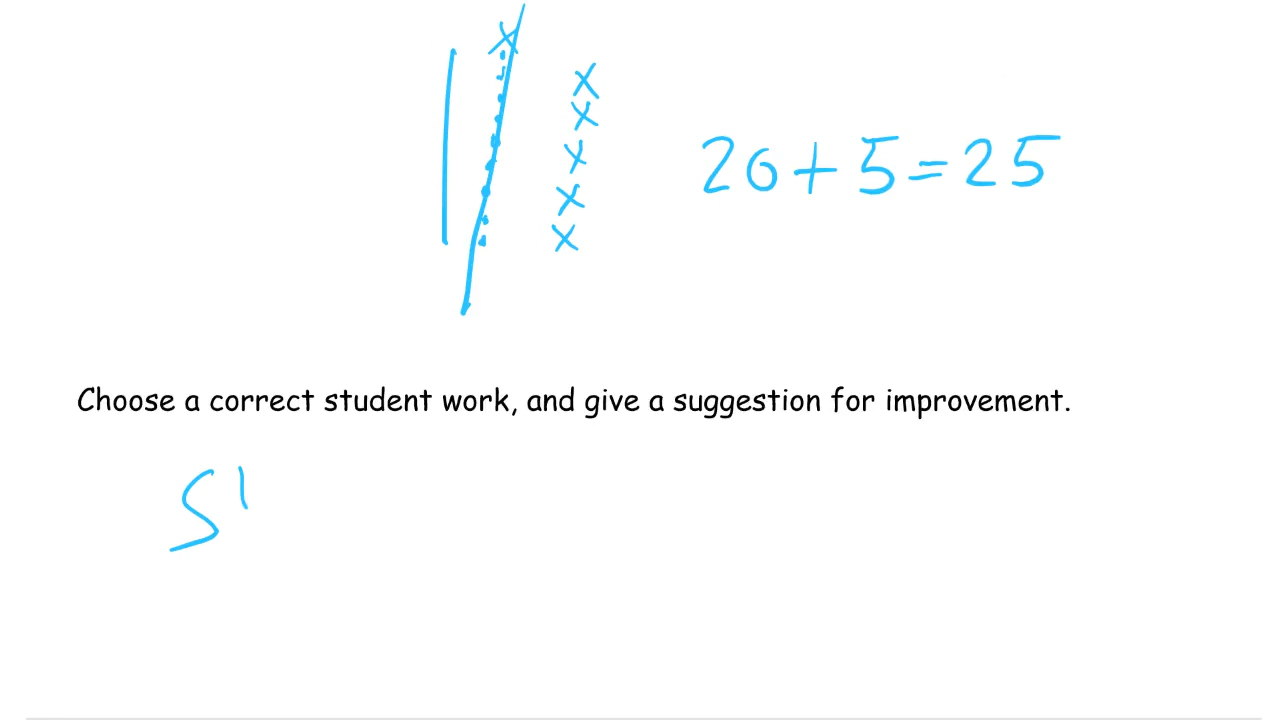 20 + 5 = 25
Choose a correct student work, and give a suggestion for improvement.